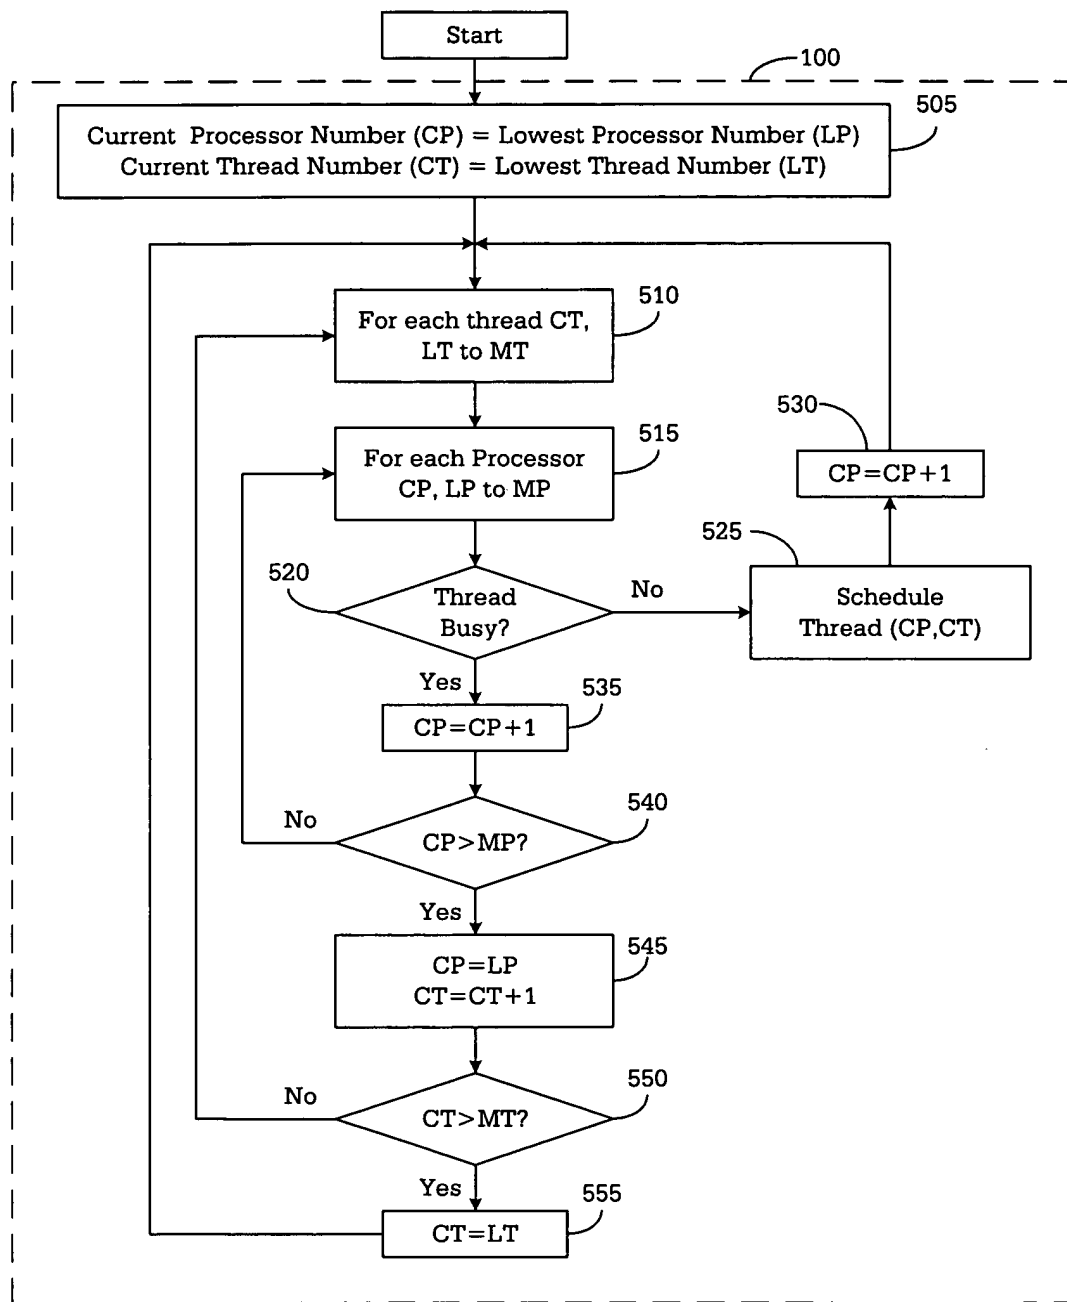 Start
100
505
Current Processor Number (CP) = Lowest Processor Number (LP)
Current Thread Number (CT) = Lowest Thread Number (LT)
510
For each thread CT,
LT to MT
530
CP=CP+1
515
For each Processor
CP, LP to MP
525
Schedule
Thread (CP,CT)
520
Thread
Busy?
No
Yes
535
CP=CP+1
540
No
CP>MP?
Yes
545
CP=LP
CT=CT+1
550
No
CT>MT?
Yes
555
CT=LT